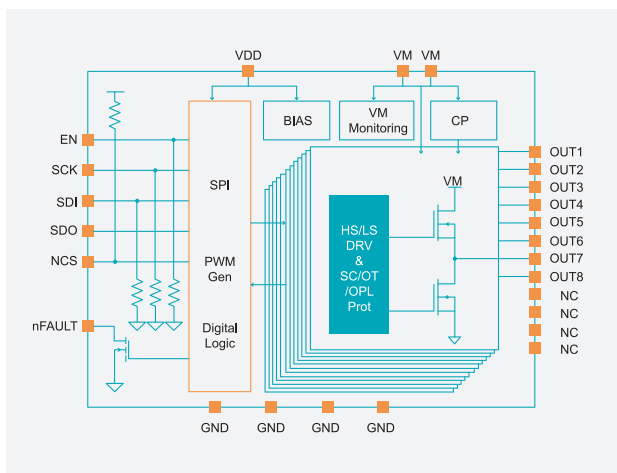 VDD
VM
VM
EN
SCK
SDI
SDO
NCS
nFAULT
SPI
PWM
Gen
Digital
Logic
BIAS
VM
Monitoring
CP
VM
HS/LS
DRV
&
SC/OT
/OPL
Prot
OUT1
OUT2
OUT3
OUT4
OUT5
OUT6
OUT7
OUT8
NC
NC
NC
NC
GND
GND
GND
GND